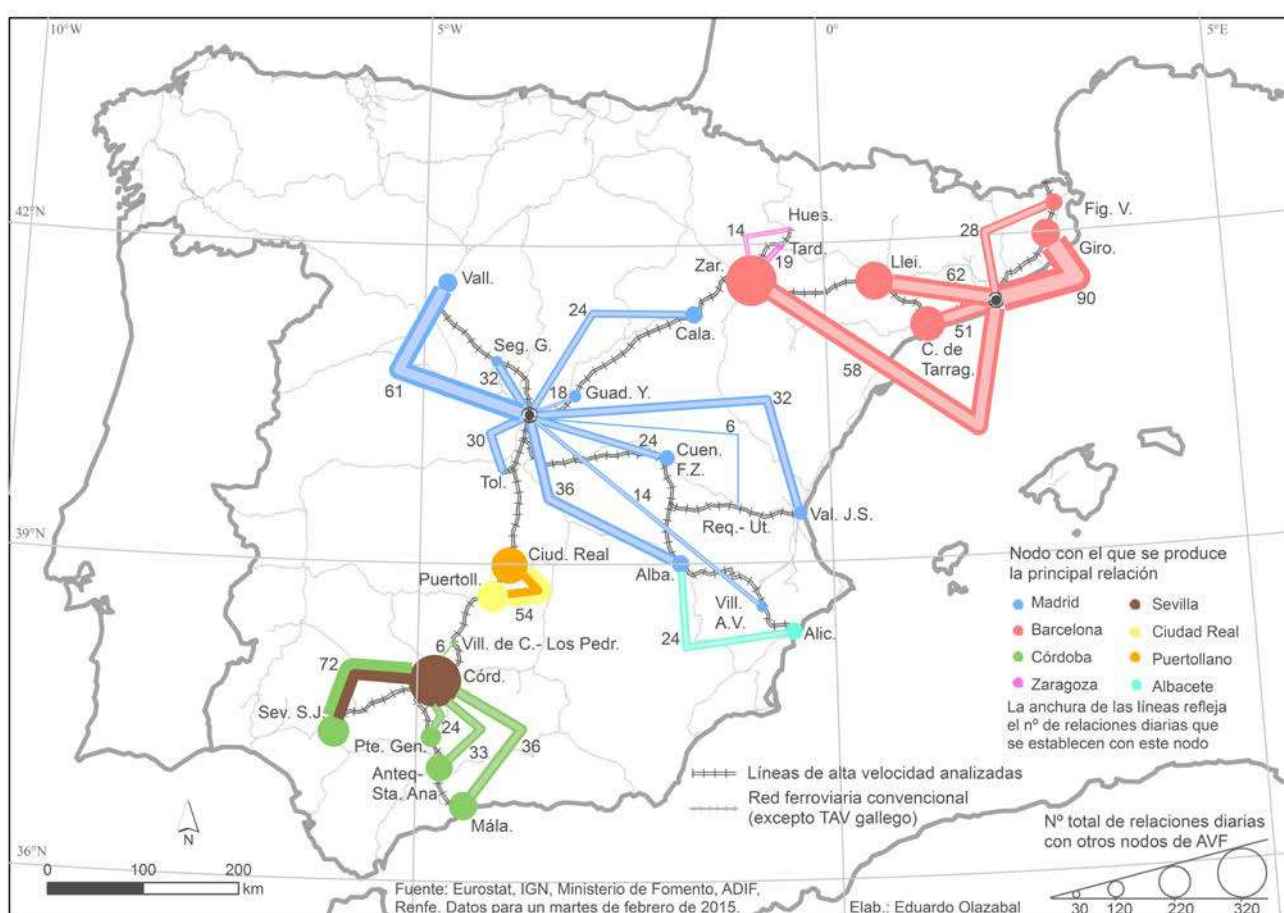 10°W
5°W
0°
5°E
42°N
Hues.
14
Tard.
19
Zar.
Fig. V.
28
Giro.
Llei.
62
90
Vall.
24
Cala.
51
C. de
Tarrag.
58
Seg. G.
32
61
18
Guad. Y.
32
6
30
24
Cuen.
F.Z.
Tol.
36
14
Req.- Ut.
Val. J.S.
39°N
Ciud. Real
Puertoll.
54
Alba.
Vill.
A.V.
24
Alic.
6
Vill. de C.- Los Pedr.
72
Córd.
Sev. S.J.
24
Pte. Gen.
33
36
Anteq-
Sta. Ana
Mála.
Nodo con el que se produce
la principal relación
Madrid
Sevilla
Barcelona
Ciudad Real
Córdoba
Puertollano
Zaragoza
Albacete
La anchura de las líneas refleja
el nº de relaciones diarias que
se establecen con este nodo
Líneas de alta velocidad analizadas
Red ferroviaria convencional
(excepto TAV gallego)
Nº total de relaciones diarias
con otros nodos de AVF
30 120 220 320
N
36°N
0 100 200
km
Fuente: Eurostat, IGN, Ministerio de Fomento, ADIF,
Renfe. Datos para un martes de febrero de 2015.
Elab.: Eduardo Olazabal